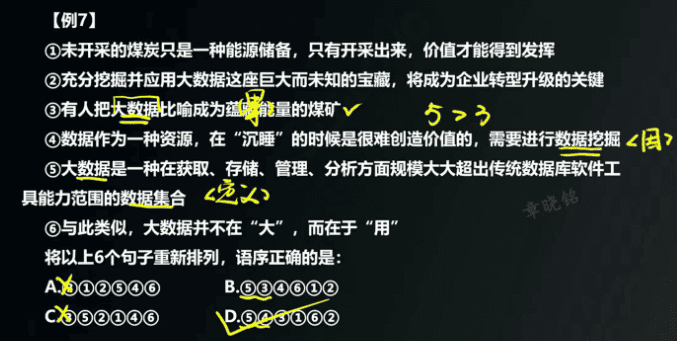 【例7】
①未开采的煤炭只是一种能源储备，只有开采出来，价值才能得到发挥
②充分挖掘并应用大数据这座巨大而未知的宝藏，将成为企业转型升级的关键
③有人把大数据比喻成为蕴藏能量的煤矿 5>3
④数据作为一种资源，在“沉睡”的时候是很难创造价值的，需要进行数据挖掘
⑤大数据是一种在获取、存储、管理、分析方面规模大大超出传统数据库软件工
具能力范围的数据集合 <定义>
章晓铭
⑥与此类似，大数据并不在“大”，而在于“用”
将以上6个句子重新排列，语序正确的是：
A.③①②⑤④⑥ B.⑤③④⑥①②
C.③⑤②①④⑥ D.⑤④③①⑥②